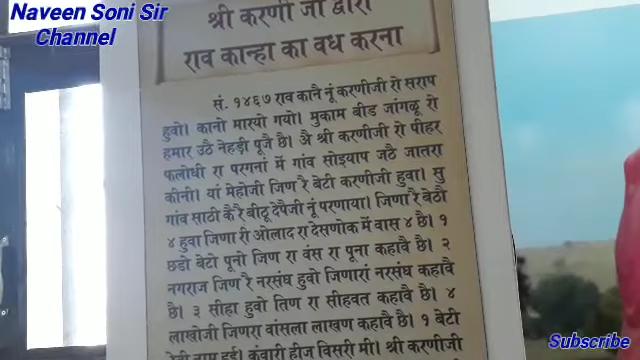 Naveen Soni Sir
Channel
श्री करणी जी द्वारा
राव कान्हा का वध करना
सं. १४६७ राव कानै नूं करणीजी रो सराप
हुवो। कानो मास्यो गयो। मुकाम बीड जांगळू रो
हमार उठै नेहड़ी पूजै छै। अै श्री करणीजी रो पीहर
फलोधी रा परगनां में गांव सोइयाप जठै जातरा
कीनी। यां मेहोजी जिण रै बेटी करणीजी हुवा। सु
गांव साठी कैरै बीठू देपैजी नूं परणाया। जिणा रै बेठौ
४ हुवा जिणा री ओलाद रा देसणोक में वास ४ छै। १
छडो बेटो पूनो जिण रा वंस रा पूना कहावै छै। २
नगराज जिण रै नरसंघ हुवो जिणारां नरसंघ कहावै
छै। ३ सीहा हुवो तिण रा सीहवत कहावै छै। ४
लाखोजी जिणरा वांसला लाखण कहावै छै। १ बेटी
हुई। कंवारी हीज विसरी मी। श्री करणीजी
Subscribe